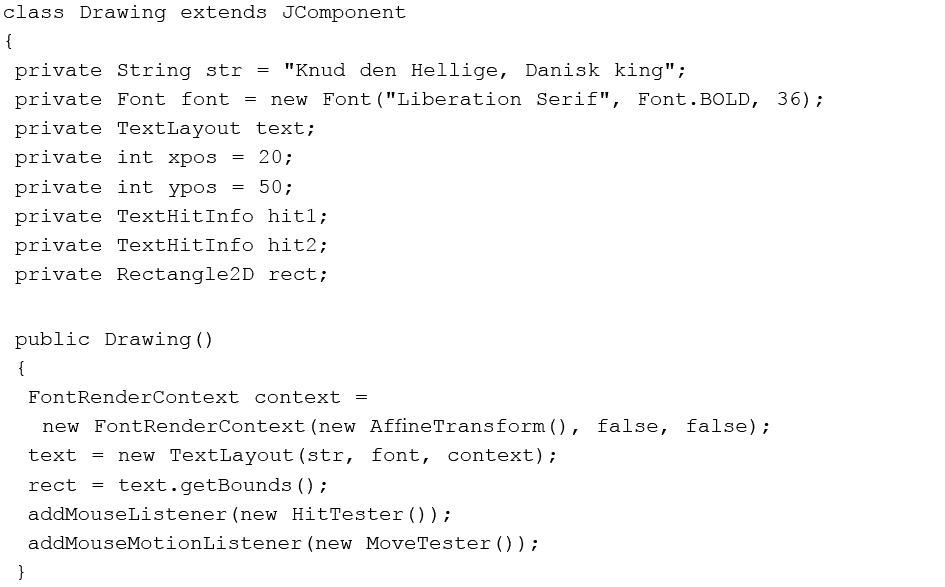 class Drawing extends JComponent
{
private String str = "Knud den Hellige, Danisk king";
private Font font = new Font("Liberation Serif", Font.BOLD, 36);
private TextLayout text;
private int xpos = 20;
private int ypos = 50;
private TextHitInfo hit1;
private TextHitInfo hit2;
private Rectangle2D rect;
public Drawing()
{
FontRenderContext context =
new FontRenderContext(new AffineTransform(), false, false);
text = new TextLayout(str, font, context);
rect = text.getBounds();
addMouseListener(new HitTester());
addMouseMotionListener(new MoveTester());
}